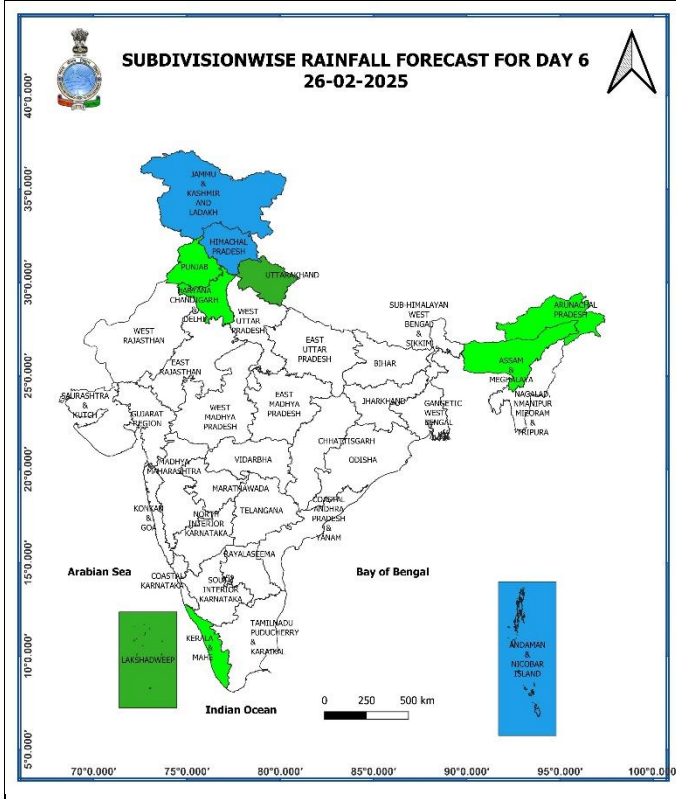 SUBDIVISIONWISE RAINFALL FORECAST FOR DAY 6
26-02-2025
40°0.000'
35°0.000'
30°0.000'
25°0.000'
20°0.000'
15°0.000'
10°0.000'
5°0.000'
JAMMU
&
KASHMIR
AND
LADAKH
HIMACHAL
PRADESH
PUNJAB
UTTARAKHAND
HARYANA
CHANDIGARH
&
DELHI
WEST
UTTAR
PRADESH
WEST
RAJASTHAN
EAST
RAJASTHAN
EAST
UTTAR
PRADESH
SUB-HIMALAYAN
WEST
BENGAL
&
SIKKIM
ARUNACHAL
PRADESH
ASSAM
&
MEGHALAYA
NAGALAD,
NMANIPUR
MIZORAM
&
TRIPURA
BIHAR
SAURASHTRA
&
KUTCH
GUJARAT
REGION
WEST
MADHYA
PRADESH
EAST
MADHYA
PRADESH
JHARKHAND
GANGETIC
WEST
BENGAL
CHHATTISGARH
ODISHA
MADHYA
MAHARASHTRA
VIDARBHA
MARATHAWADA
TELANGANA
KONKAN
&
GOA
NORTH
INTERIOR
KARNATAKA
COASTAL
ANDHRA
PRADESH
&
YANAM
RAYALASEEMA
Arabian Sea
Bay of Bengal
COASTAL
KARNATAKA
SOUTH
INTERIOR
KARNATAKA
TAMILNADU
PUDUCHERRY
&
KARAIKAL
KERALA
&
MAHE
LAKSHADWEEP
ANDAMAN
&
NICOBAR
ISLAND
Indian Ocean
0 250 500 km
70°0.000' 75°0.000' 80°0.000' 85°0.000' 90°0.000' 95°0.000' 100°0.000'